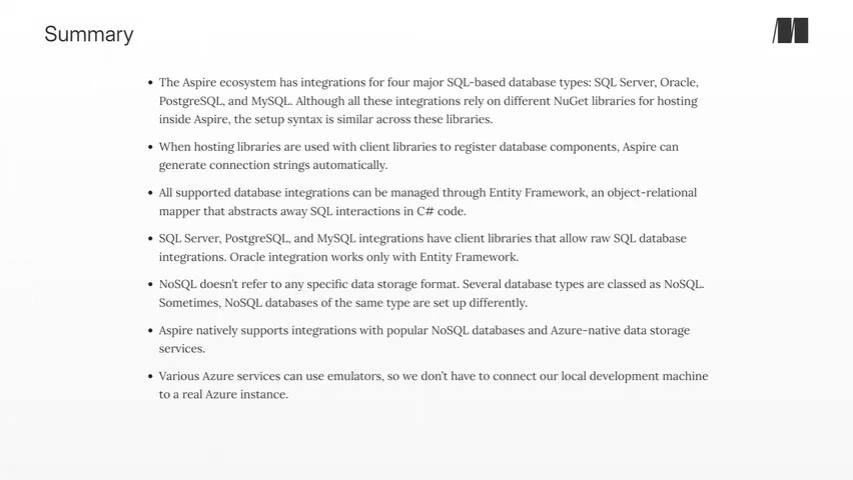 Summary
• The Aspire ecosystem has integrations for four major SQL-based database types: SQL Server, Oracle,
PostgreSQL, and MySQL. Although all these integrations rely on different NuGet libraries for hosting
inside Aspire, the setup syntax is similar across these libraries.
• When hosting libraries are used with client libraries to register database components, Aspire can
generate connection strings automatically.
• All supported database integrations can be managed through Entity Framework, an object-relational
mapper that abstracts away SQL interactions in C# code.
• SQL Server, PostgreSQL, and MySQL integrations have client libraries that allow raw SQL database
integrations. Oracle integration works only with Entity Framework.
• NoSQL doesn’t refer to any specific data storage format. Several database types are classed as NoSQL.
Sometimes, NoSQL databases of the same type are set up differently.
• Aspire natively supports integrations with popular NoSQL databases and Azure-native data storage
services.
• Various Azure services can use emulators, so we don’t have to connect our local development machine
to a real Azure instance.